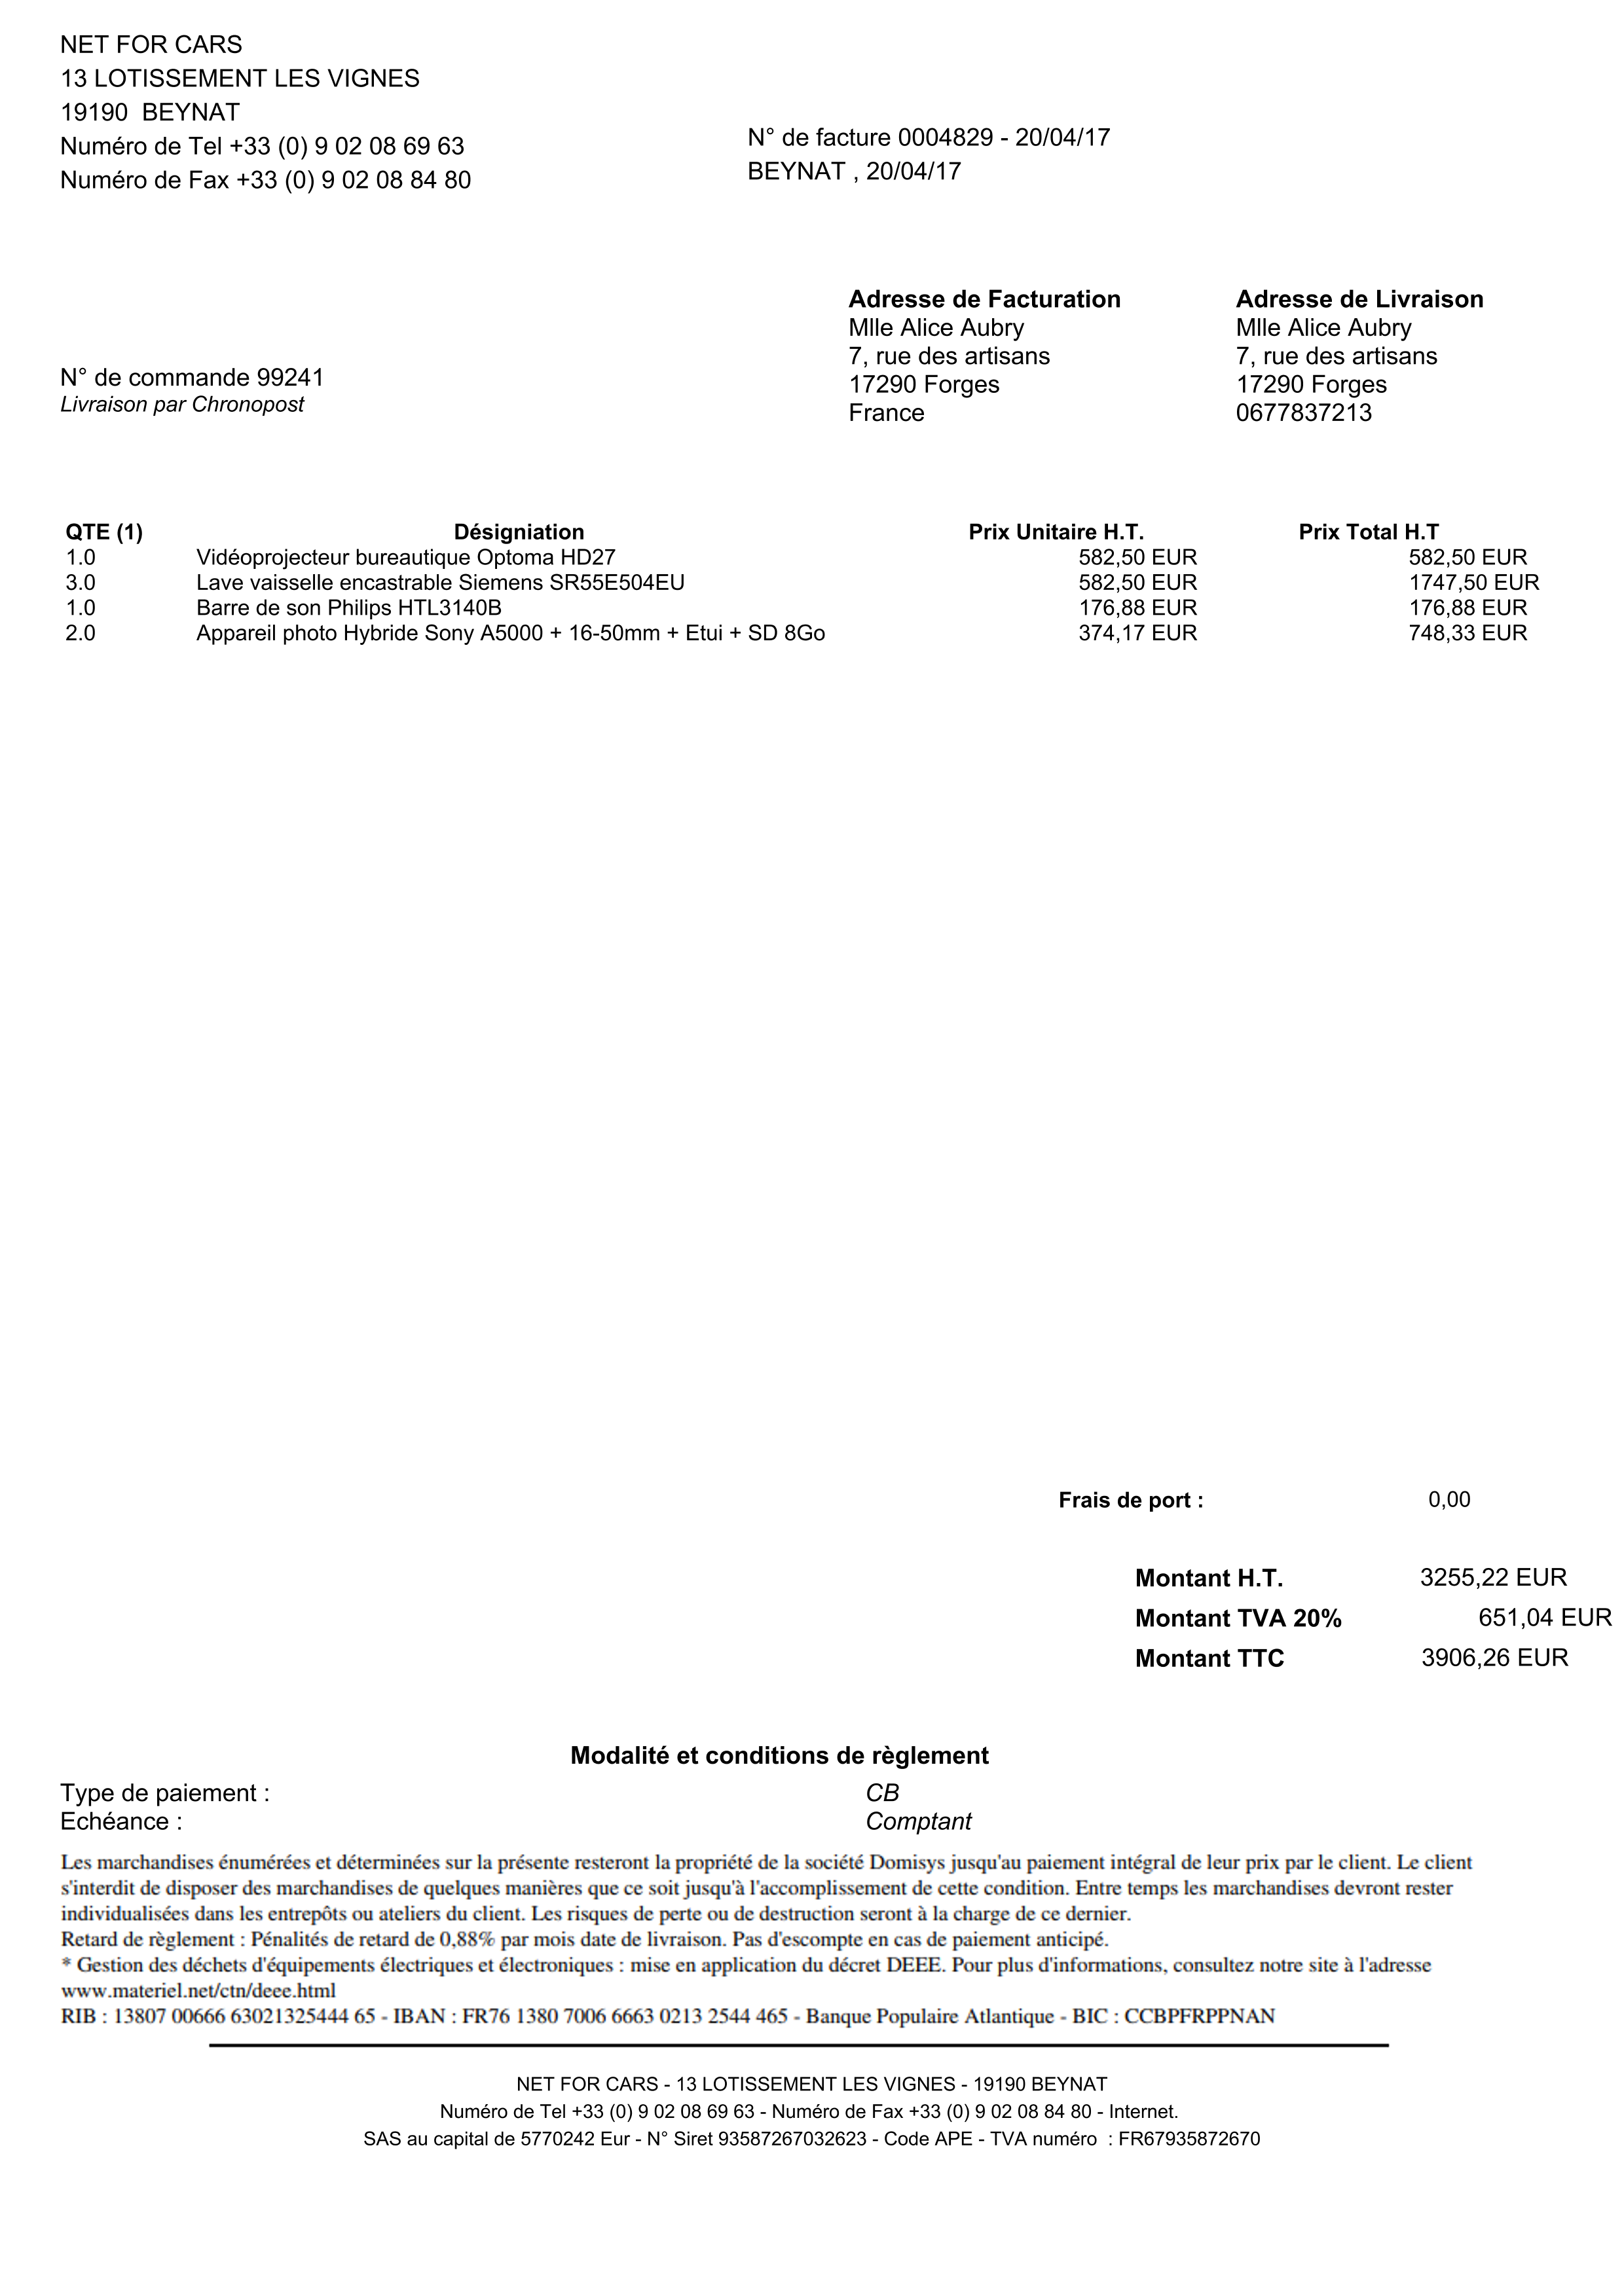 NET FOR CARS
13 LOTISSEMENT LES VIGNES
19190 BEYNAT
Numéro de Tel +33 (0) 9 02 08 69 63
Numéro de Fax +33 (0) 9 02 08 84 80
N° de facture 0004829 - 20/04/17
BEYNAT , 20/04/17
Adresse de Facturation
Mlle Alice Aubry
7, rue des artisans
17290 Forges
France
Adresse de Livraison
Mlle Alice Aubry
7, rue des artisans
17290 Forges
0677837213
N° de commande 99241
Livraison par Chronopost
QTE (1) Désigniation Prix Unitaire H.T. Prix Total H.T
1.0 Vidéoprojecteur bureautique Optoma HD27 582,50 EUR 582,50 EUR
3.0 Lave vaisselle encastrable Siemens SR55E504EU 582,50 EUR 1747,50 EUR
1.0 Barre de son Philips HTL3140B 176,88 EUR 176,88 EUR
2.0 Appareil photo Hybride Sony A5000 + 16-50mm + Etui + SD 8Go 374,17 EUR 748,33 EUR
Frais de port : 0,00
Montant H.T. 3255,22 EUR
Montant TVA 20% 651,04 EUR
Montant TTC 3906,26 EUR
Modalité et conditions de règlement
Type de paiement : CB
Echéance : Comptant
Les marchandises énumérées et déterminées sur la présente resteront la propriété de la société Domisys jusqu'au paiement intégral de leur prix par le client. Le client
s'interdit de disposer des marchandises de quelques manières que ce soit jusqu'à l'accomplissement de cette condition. Entre temps les marchandises devront rester
individualisées dans les entrepôts ou ateliers du client. Les risques de perte ou de destruction seront à la charge de ce dernier.
Retard de règlement : Pénalités de retard de 0,88% par mois date de livraison. Pas d'escompte en cas de paiement anticipé.
* Gestion des déchets d'équipements électriques et électroniques : mise en application du décret DEEE. Pour plus d'informations, consultez notre site à l'adresse
www.materiel.net/ctn/deee.html
RIB : 13807 00666 63021325444 65 - IBAN : FR76 1380 7006 6663 0213 2544 465 - Banque Populaire Atlantique - BIC : CCBPFRPPNAN
NET FOR CARS - 13 LOTISSEMENT LES VIGNES - 19190 BEYNAT
Numéro de Tel +33 (0) 9 02 08 69 63 - Numéro de Fax +33 (0) 9 02 08 84 80 - Internet.
SAS au capital de 5770242 Eur - N° Siret 93587267032623 - Code APE - TVA numéro : FR67935872670